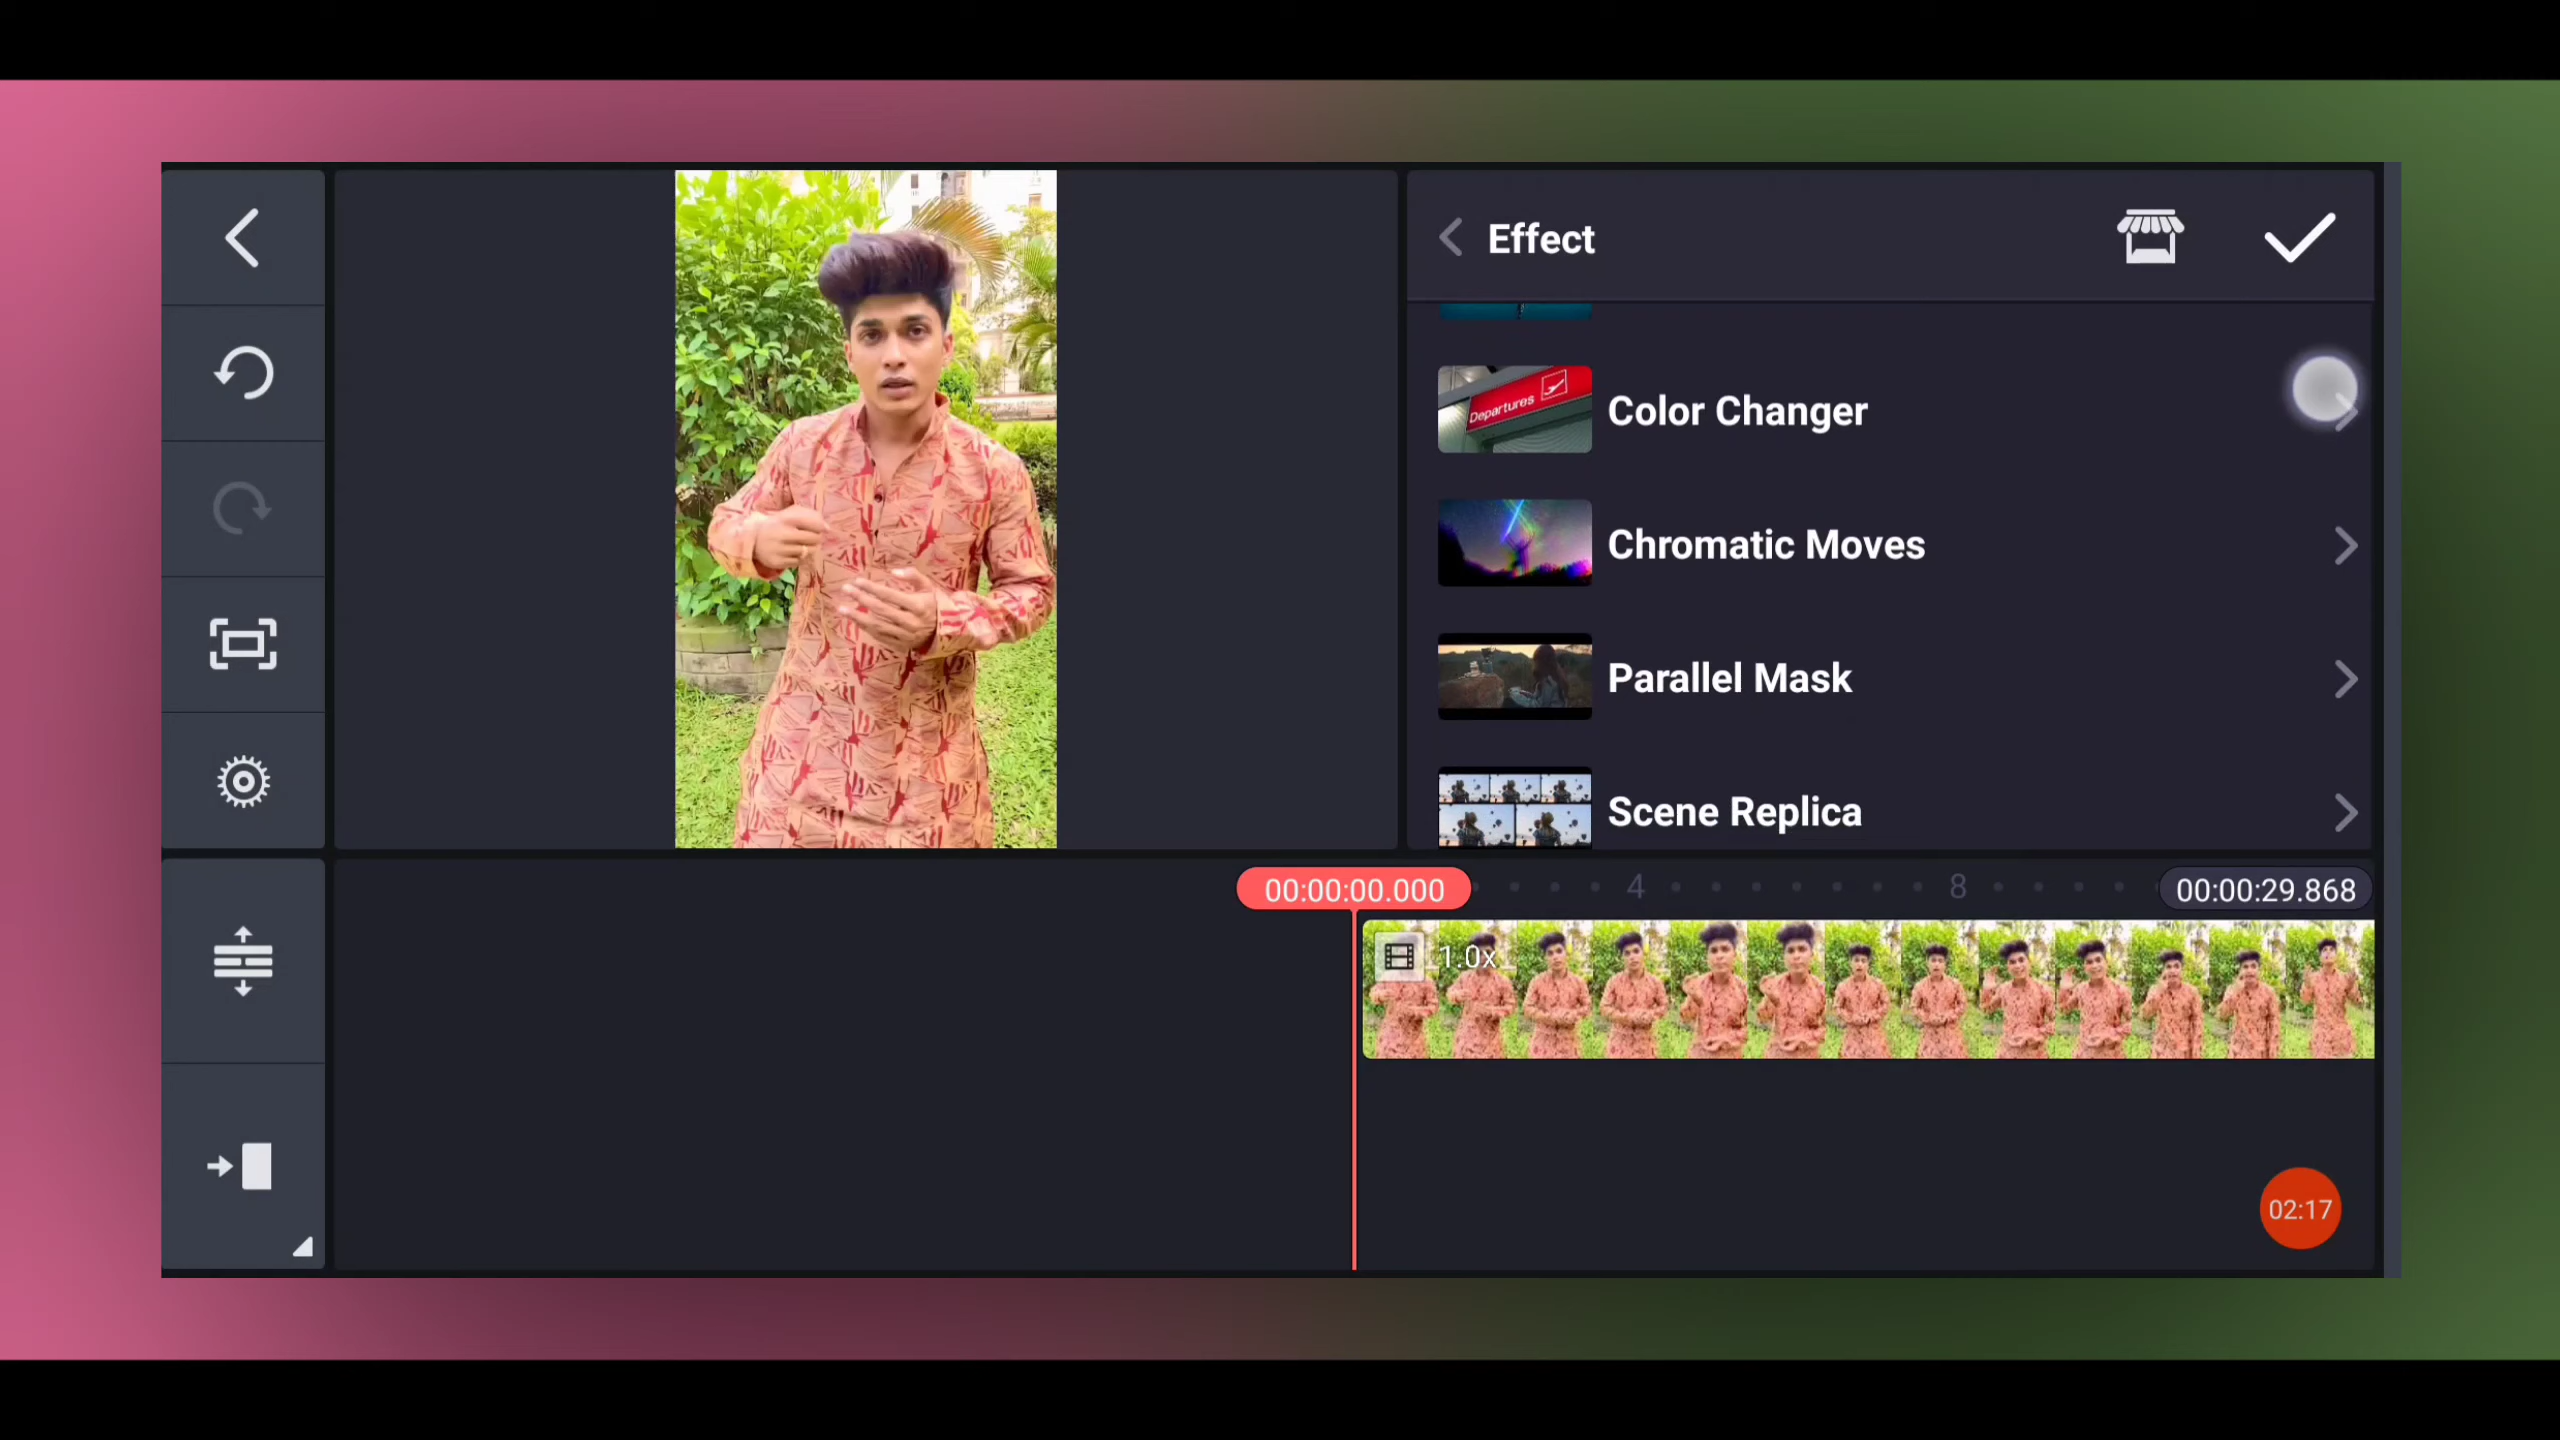 Effect
Departures
Color Changer
Chromatic Moves
Parallel Mask
Scene Replica
00:00:00.000
4
8
00:00:29.868
1.0x
02:17